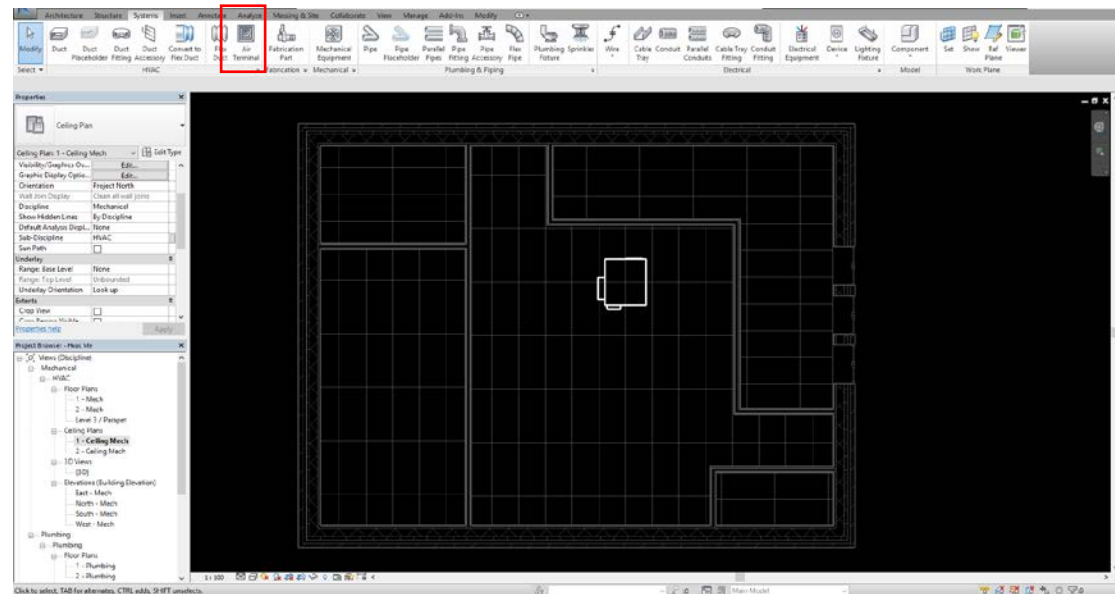 Architecture Structure Systems Insert Annotate Analyze Massing & Site Collaborate View Manage Add-Ins Modify
Modify Duct Duct Placeholder Duct Fitting Duct Accessory Convert to Flex Duct Flex Duct Air Terminal Fabrication Part Mechanical Equipment Pipe Pipe Placeholder Parallel Pipes Pipe Fitting Pipe Accessory Flex Pipe Plumbing Fixture Sprinkler Wire Cable Tray Conduit Parallel Conduits Cable Tray Fitting Conduit Fitting Electrical Equipment Device Lighting Fixture Component Set Show Ref Plane Viewer
Select HVAC Fabrication Mechanical Plumbing & Piping Electrical Model Work Plane
Properties
Ceiling Plan
Ceiling Plan: 1 - Ceiling Mech Edit Type
Visibility/Graphics Ov... Edit...
Graphic Display Optio... Edit...
Orientation Project North
Wall Join Display Clean all wall joins
Discipline Mechanical
Show Hidden Lines By Discipline
Default Analysis Displ... None
Sub-Discipline HVAC
Sun Path
Underlay
Range: Base Level None
Range: Top Level Unbounded
Underlay Orientation Look up
Extents
Crop View
Properties help Apply
Project Browser -
Views (Discipline)
Mechanical
HVAC
Floor Plans
1 - Mech
2 - Mech
Level 3 / Parapet
Ceiling Plans
1 - Ceiling Mech
2 - Ceiling Mech
3D Views
{3D}
Elevations (Building Elevation)
East - Mech
North - Mech
South - Mech
West - Mech
Plumbing
Plumbing
Floor Plans
1 - Plumbing
2 - Plumbing
1 : 100
Click to select, TAB for alternates, CTRL adds, SHIFT unselects.
Main Model